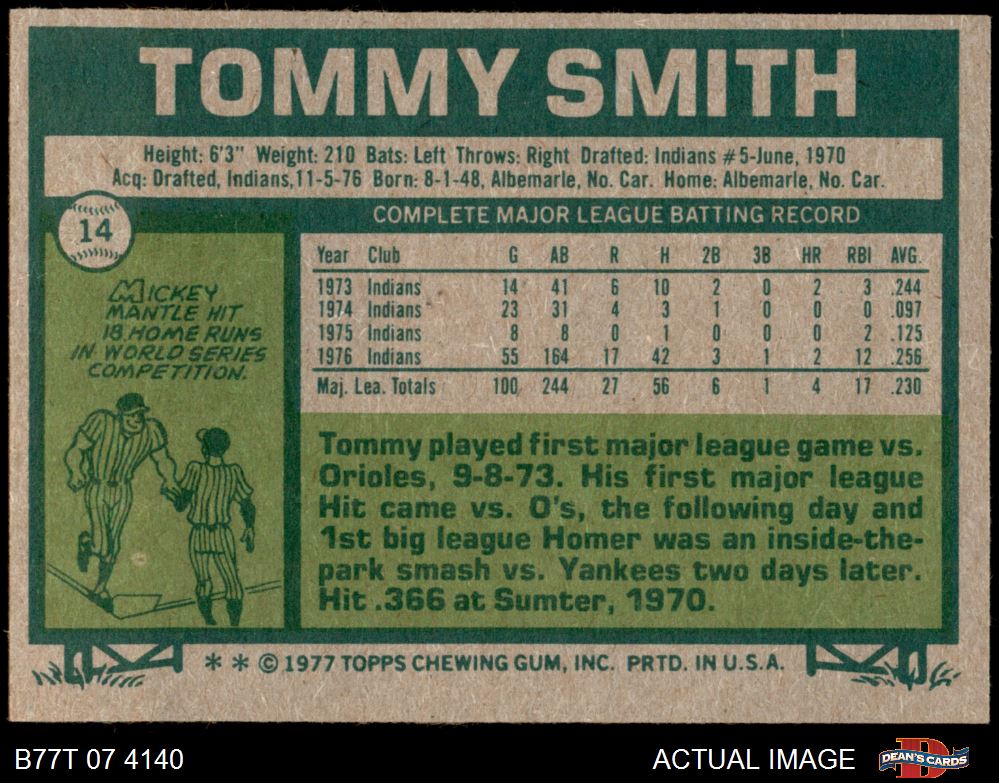 TOMMY SMITH
Height: 6'3" Weight: 210 Bats: Left Throws: Right Drafted: Indians #5-June, 1970
Acq: Drafted, Indians,11-5-76 Born: 8-1-48, Albemarle, No. Car. Home: Albemarle, No. Car.
14
MICKEY
MANTLE HIT
18 HOME RUNS
IN WORLD SERIES
COMPETITION.
COMPLETE MAJOR LEAGUE BATTING RECORD
Year Club G AB R H 2B 3B HR RBI AVG.
1973 Indians 14 41 6 10 2 0 2 3 .244
1974 Indians 23 31 4 3 1 0 0 0 .097
1975 Indians 8 8 0 1 0 0 0 2 .125
1976 Indians 55 164 17 42 3 1 2 12 .256
Maj. Lea. Totals 100 244 27 56 6 1 4 17 .230
Tommy played first major league game vs.
Orioles, 9-8-73. His first major league
Hit came vs. O's, the following day and
1st big league Homer was an inside-the-
park smash vs. Yankees two days later.
Hit .366 at Sumter, 1970.
* * © 1977 TOPPS CHEWING GUM, INC. PRTD. IN U.S.A.
B77T 07 4140 ACTUAL IMAGE D DEAN'S CARDS